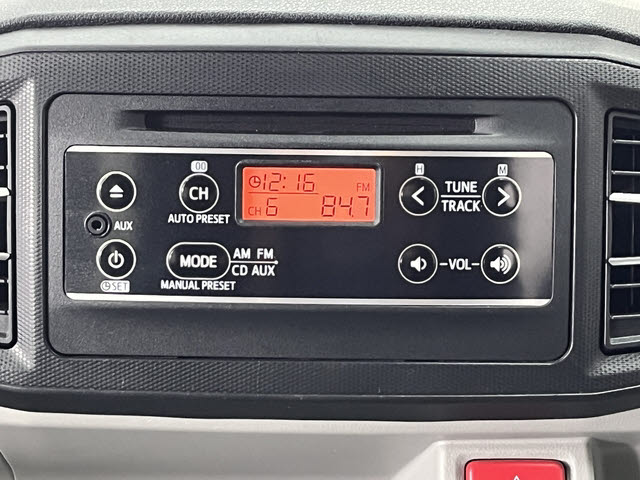 00
CH
AUTO PRESET
12:16 FM
CH 6 84.7
H
M
TUNE
TRACK
AUX
SET
MODE
AM FM
CD AUX
MANUAL PRESET
VOL